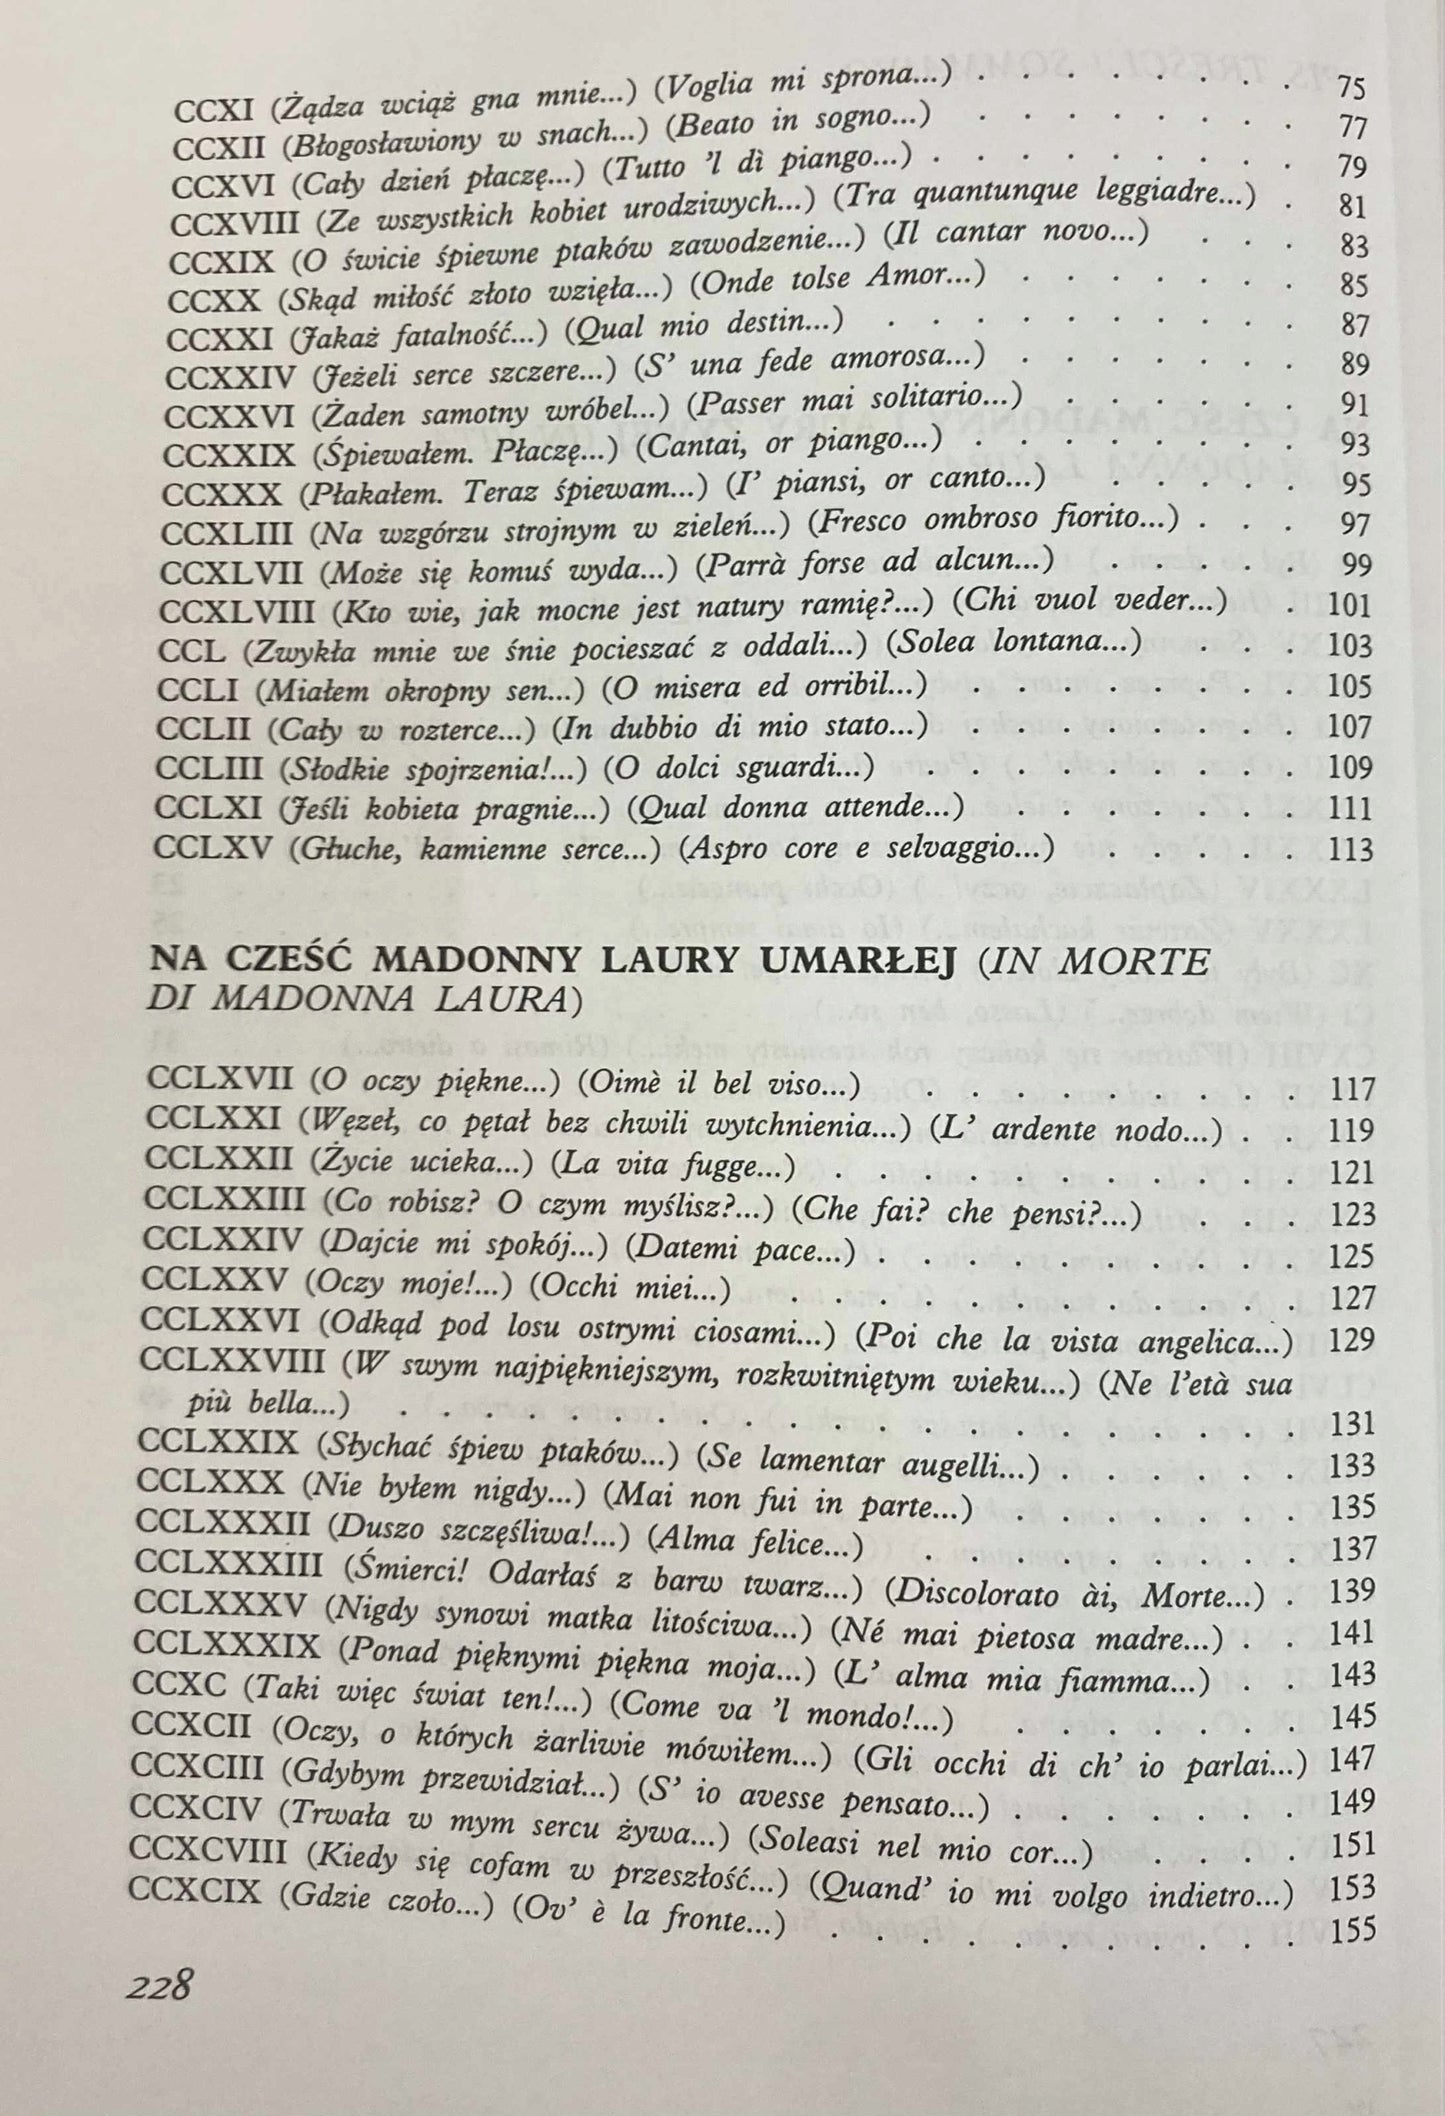 CCXI (Żądza wciąż gna mnie...) (Voglia mi sprona...) . . . . . . . . 75
CCXII (Błogosławiony w snach...) (Beato in sogno...) . . . . . . . . 77
CCXVI (Cały dzień płaczę...) (Tutto ’l dì piango...) . . . . . . . . . 79
CCXVIII (Ze wszystkich kobiet urodziwych...) (Tra quantunque leggiadre...) . 81
CCXIX (O świcie śpiewne ptaków zawodzenie...) (Il cantar novo...) . . . 83
CCXX (Skąd miłość złoto wzięła...) (Onde tolse Amor...) . . . . . . . 85
CCXXI (Jakaż fatalność...) (Qual mio destin...) . . . . . . . . . . 87
CCXXIV (Jeżeli serce szczere...) (S’ una fede amorosa...) . . . . . . . 89
CCXXVI (Żaden samotny wróbel...) (Passer mai solitario...) . . . . . . 91
CCXXIX (Śpiewałem. Płaczę...) (Cantai, or piango...) . . . . . . . . 93
CCXXX (Płakałem. Teraz śpiewam...) (I’ piansi, or canto...) . . . . . 95
CCXLIII (Na wzgórzu strojnym w zieleń...) (Fresco ombroso fiorito...) . . . 97
CCXLVII (Może się komuś wyda...) (Parrà forse ad alcun...) . . . . . 99
CCXLVIII (Kto wie, jak mocne jest natury ramię?...) (Chi vuol veder...) . 101
CCL (Zwykła mnie we śnie pocieszać z oddali...) (Solea lontana...) . . . 103
CCLI (Miałem okropny sen...) (O misera ed orribil...) . . . . . . . . 105
CCLII (Cały w rozterce...) (In dubbio di mio stato...) . . . . . . . . 107
CCLIII (Słodkie spojrzenia!...) (O dolci sguardi...) . . . . . . . . . 109
CCLXI (Jeśli kobieta pragnie...) (Qual donna attende...) . . . . . . . 111
CCLXV (Głuche, kamienne serce...) (Aspro core e selvaggio...) . . . . . 113
NA CZEŚĆ MADONNY LAURY UMARŁEJ (IN MORTE
DI MADONNA LAURA)
CCLXVII (O oczy piękne...) (Oimè il bel viso...) . . . . . . . . . 117
CCLXXI (Węzeł, co pętał bez chwili wytchnienia...) (L’ ardente nodo...) . . 119
CCLXXII (Życie ucieka...) (La vita fugge...) . . . . . . . . . . . 121
CCLXXIII (Co robisz? O czym myślisz?...) (Che fai? che pensi?...) . . . 123
CCLXXIV (Dajcie mi spokój...) (Datemi pace...) . . . . . . . . . . 125
CCLXXV (Oczy moje!...) (Occhi miei...) . . . . . . . . . . . . 127
CCLXXVI (Odkąd pod losu ostrymi ciosami...) (Poi che la vista angelica...) 129
CCLXXVIII (W swym najpiękniejszym, rozkwitniętym wieku...) (Ne l’età sua
più bella...) . . . . . . . . . . . . . . . . . . . . . 131
CCLXXIX (Słychać śpiew ptaków...) (Se lamentar augelli...) . . . . . . 133
CCLXXX (Nie byłem nigdy...) (Mai non fui in parte...) . . . . . . . 135
CCLXXXII (Duszo szczęśliwa!...) (Alma felice...) . . . . . . . . . 137
CCLXXXIII (Śmierci! Odarłaś z barw twarz...) (Discolorato ài, Morte...) . 139
CCLXXXV (Nigdy synowi matka litościwa...) (Né mai pietosa madre...) . . 141
CCLXXXIX (Ponad pięknymi piękna moja...) (L’ alma mia fiamma...) . . 143
CCXC (Taki więc świat ten!...) (Come va ’l mondo!...) . . . . . . . 145
CCXCII (Oczy, o których żarliwie mówiłem...) (Gli occhi di ch’ io parlai...) 147
CCXCIII (Gdybym przewidział...) (S’ io avesse pensato...) . . . . . . . 149
CCXCIV (Trwała w mym sercu żywa...) (Soleasi nel mio cor...) . . . . 151
CCXCVIII (Kiedy się cofam w przeszłość...) (Quand’ io mi volgo indietro...) 153
CCXCIX (Gdzie czoło...) (Ov’ è la fronte...) . . . . . . . . . . . 155
228